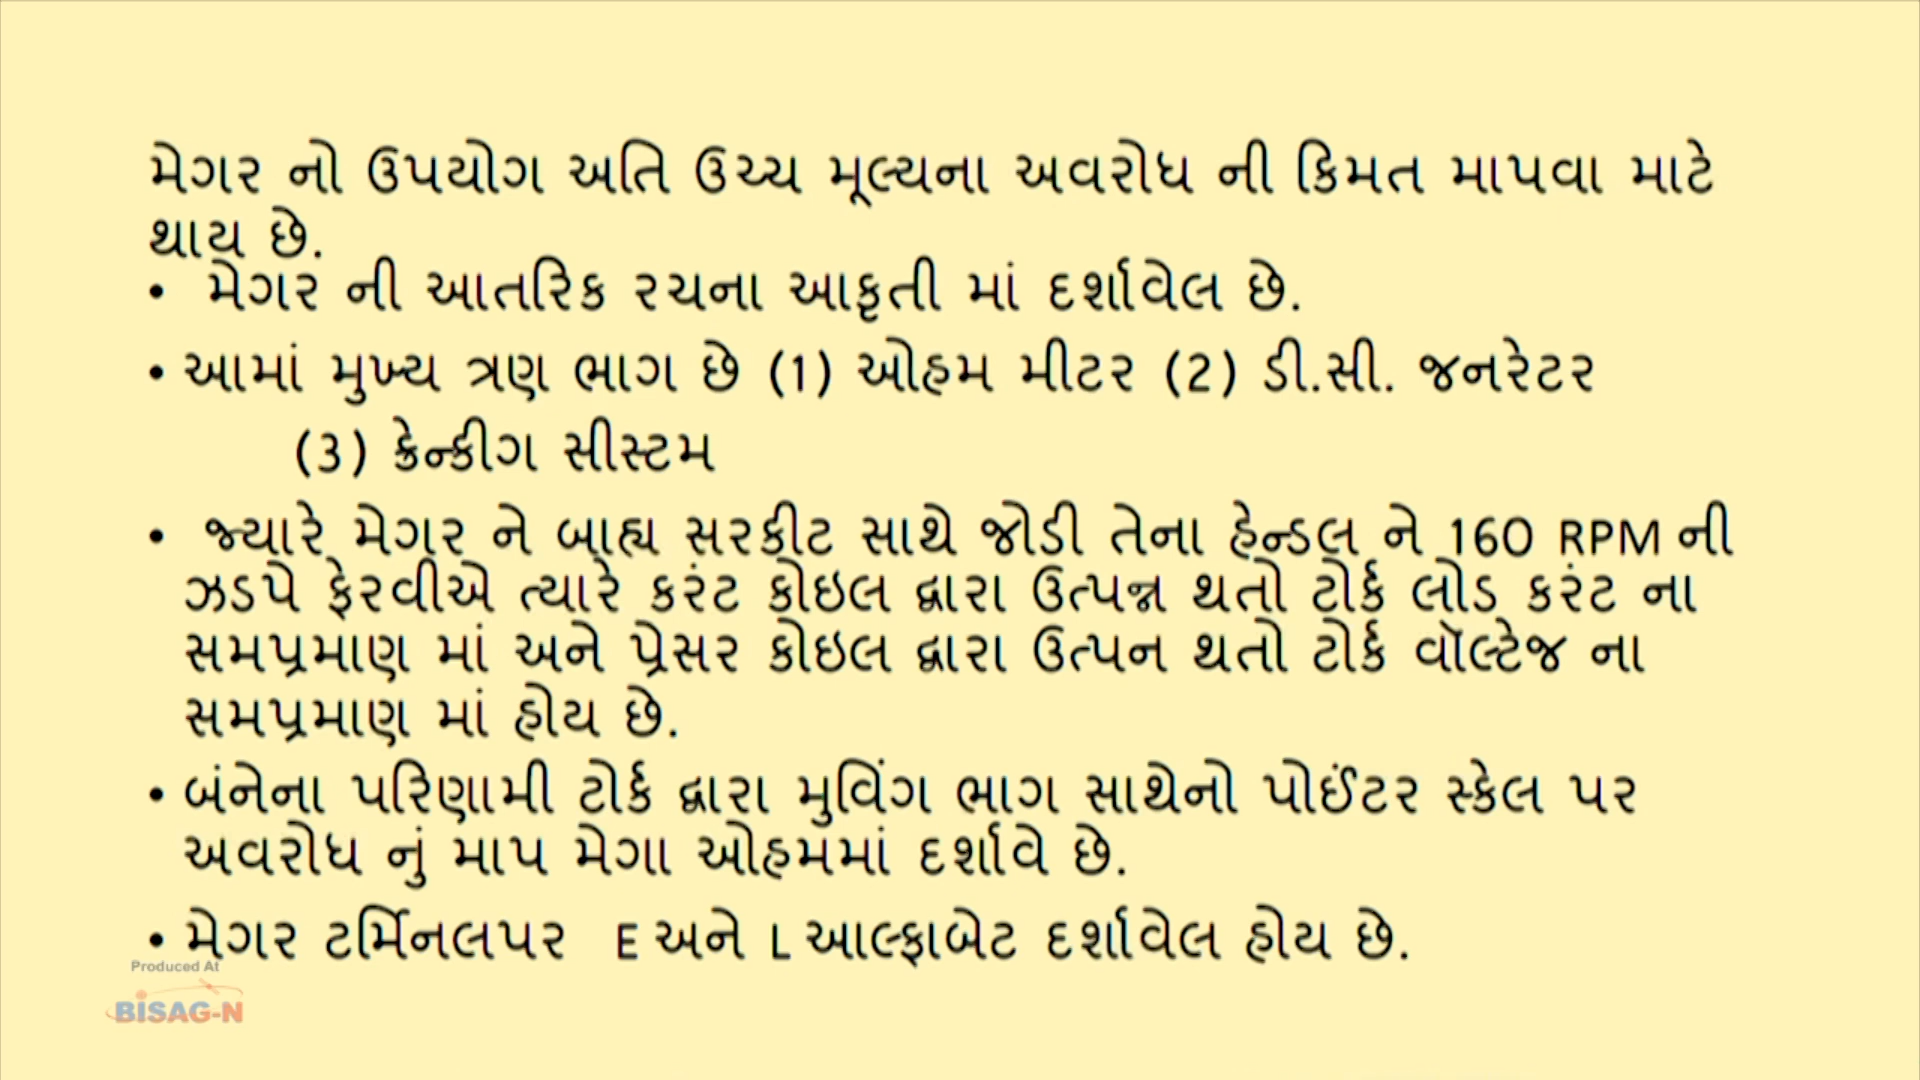 મેગર નો ઉપયોગ અતિ ઉચ્ચ મૂલ્યના અવરોધ ની કિમત માપવા માટે
થાય છે.
• મેગર ની આતરિક રચના આકૃતી માં દર્શાવેલ છે.
• આમાં મુખ્ય ત્રણ ભાગ છે (1) ઓહમ મીટર (2) ડી.સી. જનરેટર
(3) ક્રેન્કીગ સીસ્ટમ
• જ્યારે મેગર ને બાહ્ય સરકીટ સાથે જોડી તેના હેન્ડલ ને 160 RPM ની
ઝડપે ફેરવીએ ત્યારે કરંટ કોઇલ દ્વારા ઉત્પન્ન થતો ટોર્ક લોડ કરંટ ના
સમપ્રમાણ માં અને પ્રેસર કોઇલ દ્વારા ઉત્પન થતો ટોર્ક વૉલ્ટેજ ના
સમપ્રમાણ માં હોય છે.
• બંનેના પરિણામી ટોર્ક દ્વારા મુવિંગ ભાગ સાથેનો પોઈંટર સ્કેલ પર
અવરોધ નું માપ મેગા ઓહમમાં દર્શાવે છે.
• મેગર ટર્મિનલપર E અને L આલ્ફાબેટ દર્શાવેલ હોય છે.
Produced At
BISAG-N